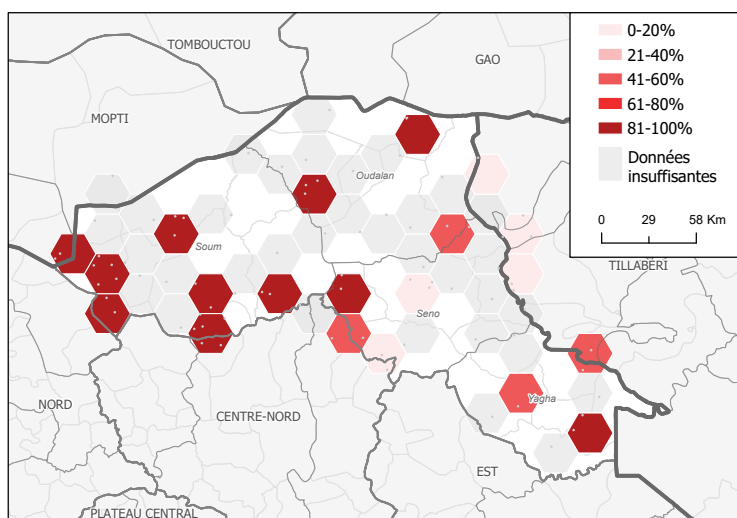 TOMBOUCTOU
GAO
MOPTI
Oudalan
Soum
TILLABÉRI
Seno
Yagha
NORD
CENTRE-NORD
EST
PLATEAU CENTRAL
0-20%
21-40%
41-60%
61-80%
81-100%
Données
insuffisantes
0 29 58 Km